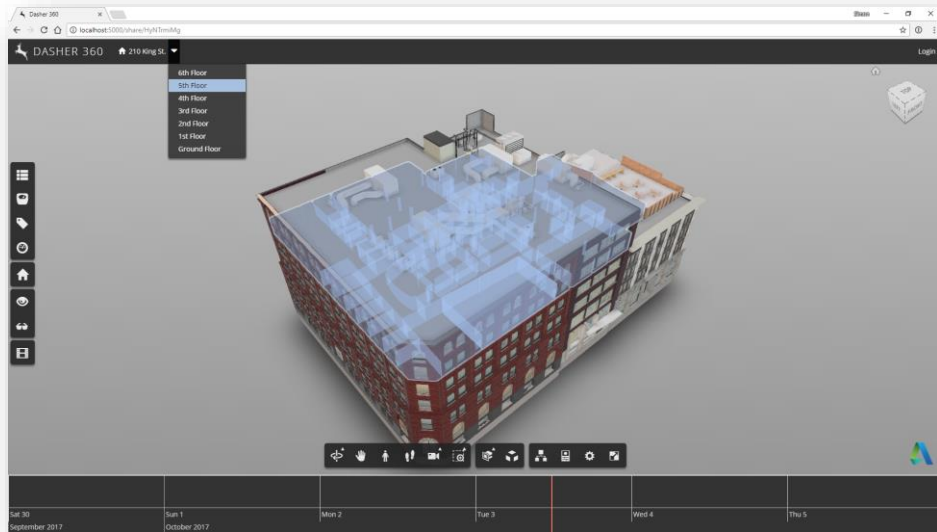 Dasher 360
localhost:5000/share/HyNTrmiMg
DASHER 360
210 King St.
Login
6th Floor
5th Floor
4th Floor
3rd Floor
2nd Floor
1st Floor
Ground Floor
TOP
Sat 30
Sun 1
Mon 2
Tue 3
Wed 4
Thu 5
September 2017
October 2017